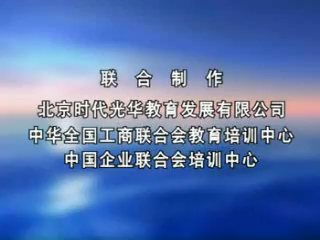 联合制作
北京时代光华教育发展有限公司
中华全国工商联合会教育培训中心
中国企业联合会培训中心